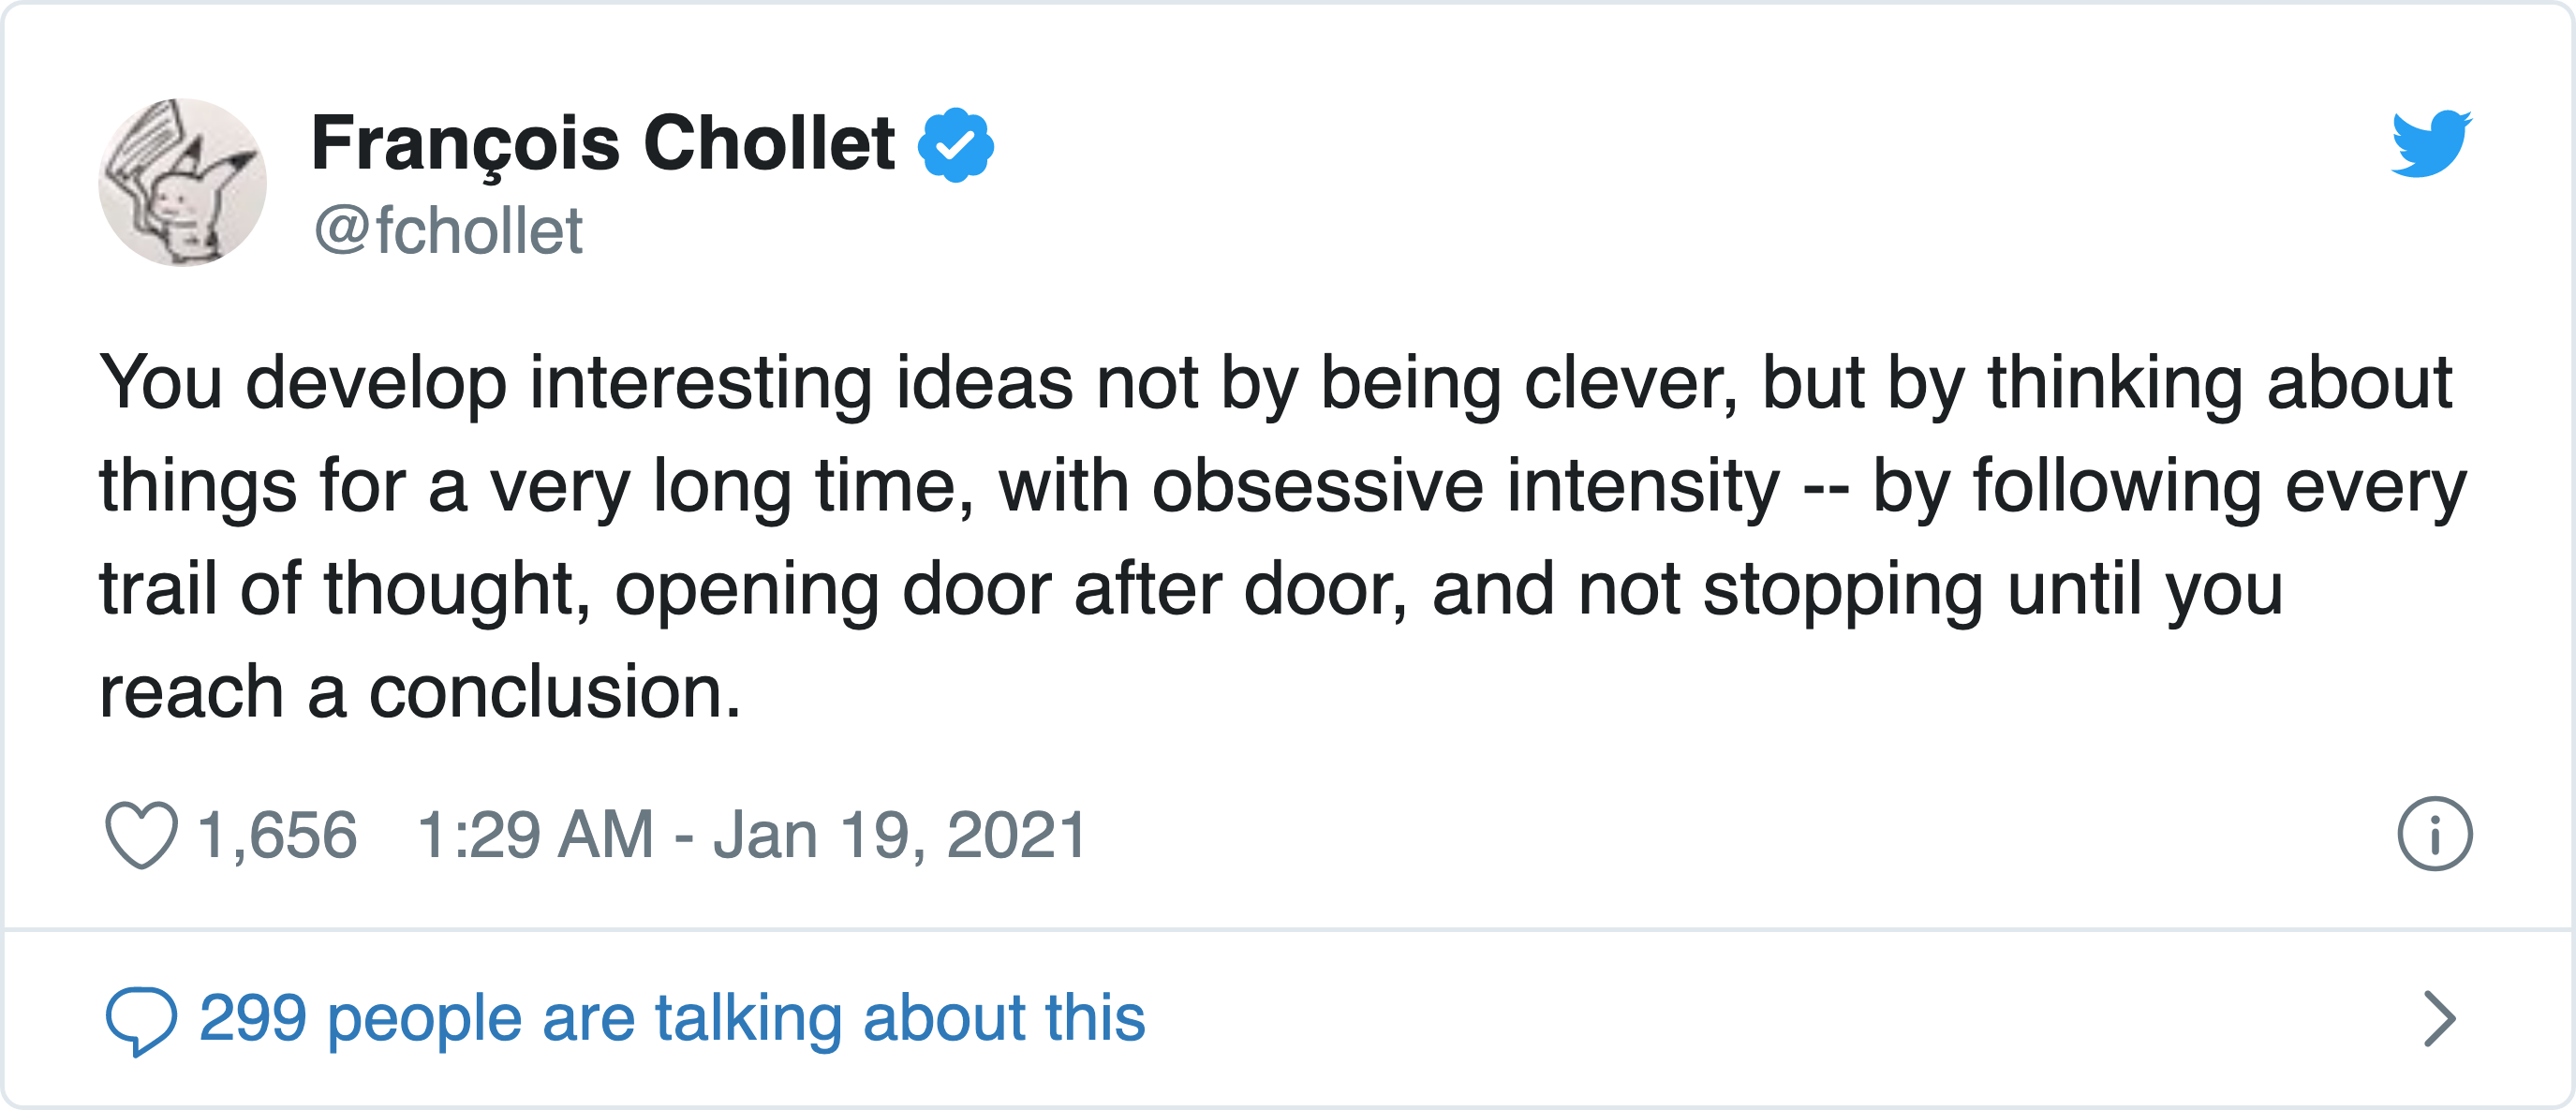 François Chollet
@fchollet
You develop interesting ideas not by being clever, but by thinking about
things for a very long time, with obsessive intensity -- by following every
trail of thought, opening door after door, and not stopping until you
reach a conclusion.
1,656 1:29 AM - Jan 19, 2021
299 people are talking about this